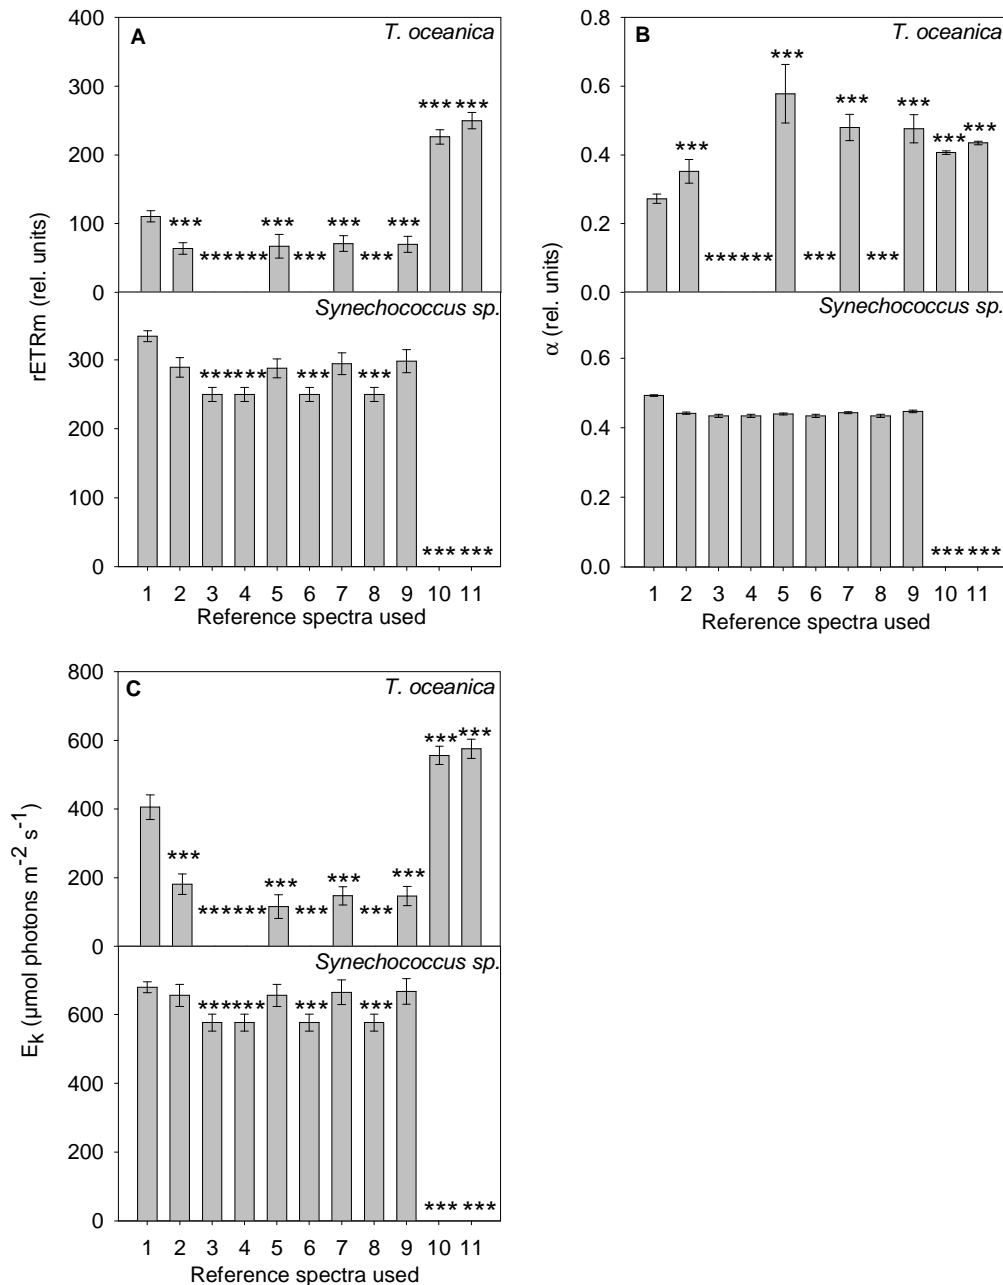 A
T. oceanica
400
300
200
100
0
*** *** *** *** *** *** *** *** *** ***
rETRm (rel. units)
Synechococcus sp.
300
200
100
0
*** *** *** *** *** ***
1 2 3 4 5 6 7 8 9 10 11
Reference spectra used
B
T. oceanica
0.8
0.6
0.4
0.2
0.0
*** *** *** *** *** *** *** *** *** ***
α (rel. units)
Synechococcus sp.
0.6
0.4
0.2
0.0
*** ***
1 2 3 4 5 6 7 8 9 10 11
Reference spectra used
C
T. oceanica
800
600
400
200
0
*** *** *** *** *** *** *** *** *** ***
Ek (µmol photons m-2 s-1)
Synechococcus sp.
600
400
200
0
*** *** *** *** *** ***
1 2 3 4 5 6 7 8 9 10 11
Reference spectra used